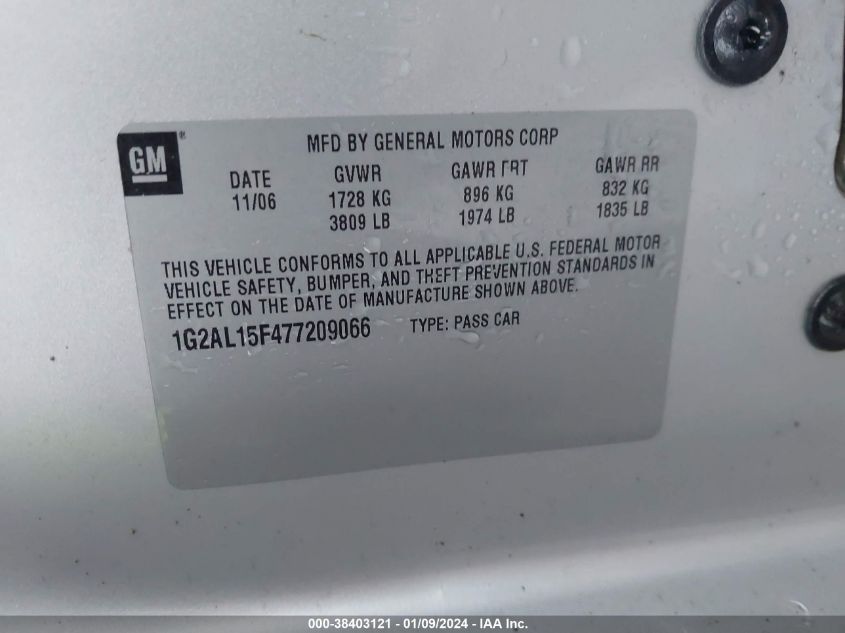 MFD BY GENERAL MOTORS CORP
GM®
DATE GVWR GAWR FRT GAWR RR
11/06 1728 KG 896 KG 832 KG
3809 LB 1974 LB 1835 LB
THIS VEHICLE CONFORMS TO ALL APPLICABLE U.S. FEDERAL MOTOR
VEHICLE SAFETY, BUMPER, AND THEFT PREVENTION STANDARDS IN
EFFECT ON THE DATE OF MANUFACTURE SHOWN ABOVE.
1G2AL15F477209066 TYPE: PASS CAR
000-38403121 - 01/09/2024 - IAA Inc.